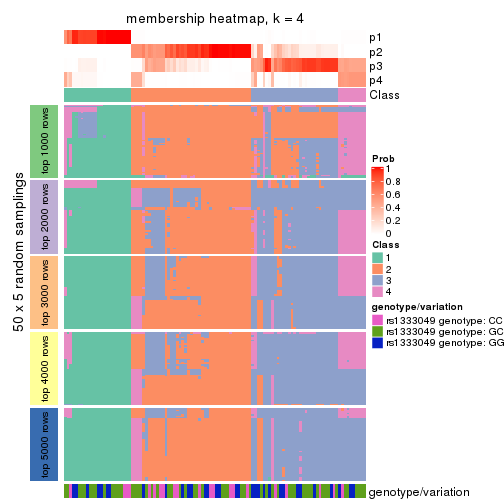 membership heatmap, k = 4
p1
p2
p3
p4
Class
50 x 5 random samplings
top 1000 rows
top 2000 rows
top 3000 rows
top 4000 rows
top 5000 rows
Prob
1
0.8
0.6
0.4
0.2
0
Class
1
2
3
4
genotype/variation
rs1333049 genotype: CC
rs1333049 genotype: GC
rs1333049 genotype: GG
genotype/variation